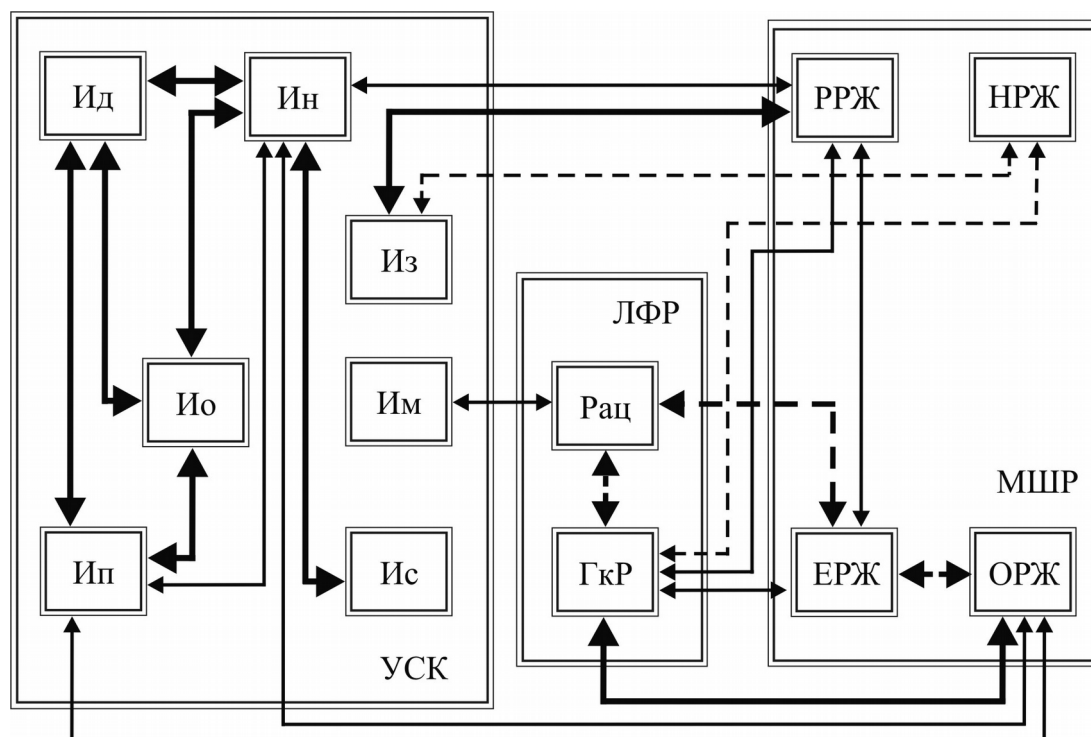 Ид
Ин
РРЖ
НРЖ
Из
ЛФР
Ио
Им
Рац
МШР
Ип
Ис
ГкР
ЕРЖ
ОРЖ
УСК